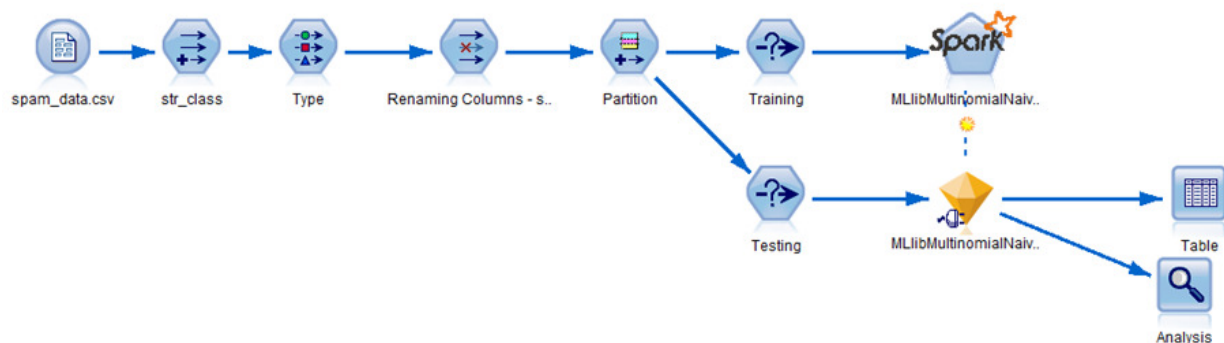 spam_data.csv
str_class
Type
Renaming Columns - s..
Partition
Training
Spark
MLlibMultinomialNaiv..
Testing
MLlibMultinomialNaiv..
Table
Analysis